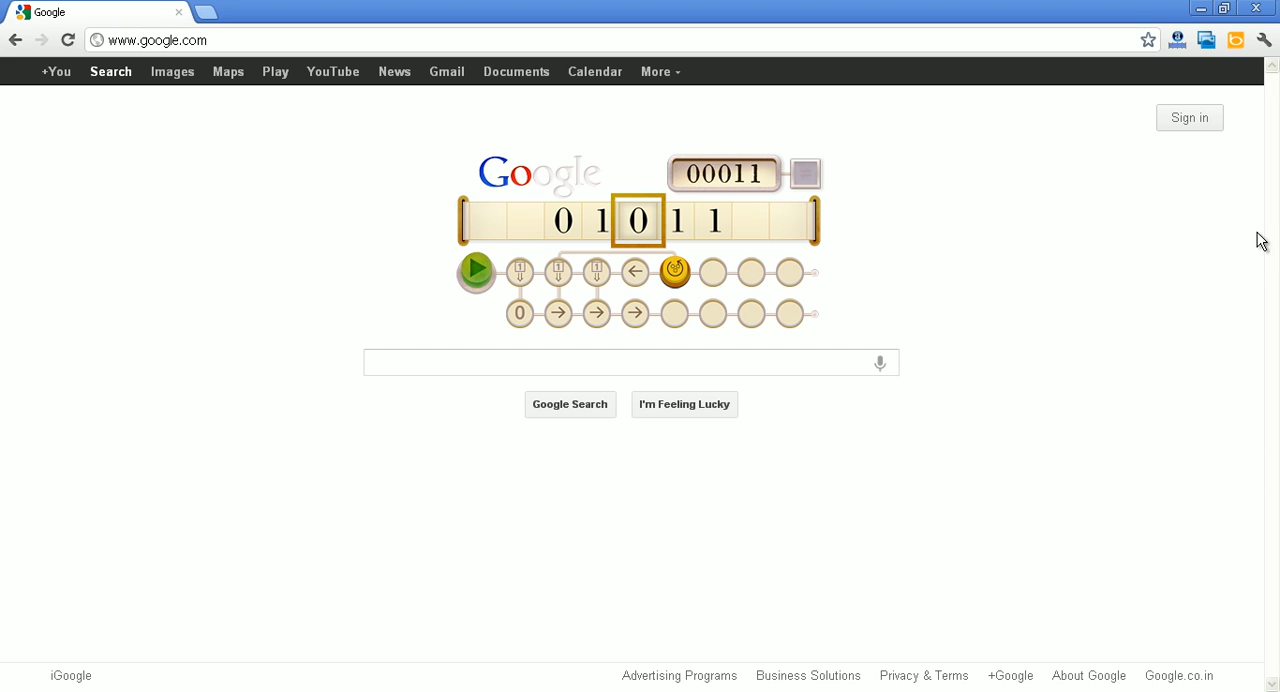 Google
www.google.com
+You Search Images Maps Play YouTube News Gmail Documents Calendar More
Sign in
Google 00011
0 1 0 1 1
1 1 1
0
Google Search I'm Feeling Lucky
iGoogle Advertising Programs Business Solutions Privacy & Terms +Google About Google Google.co.in